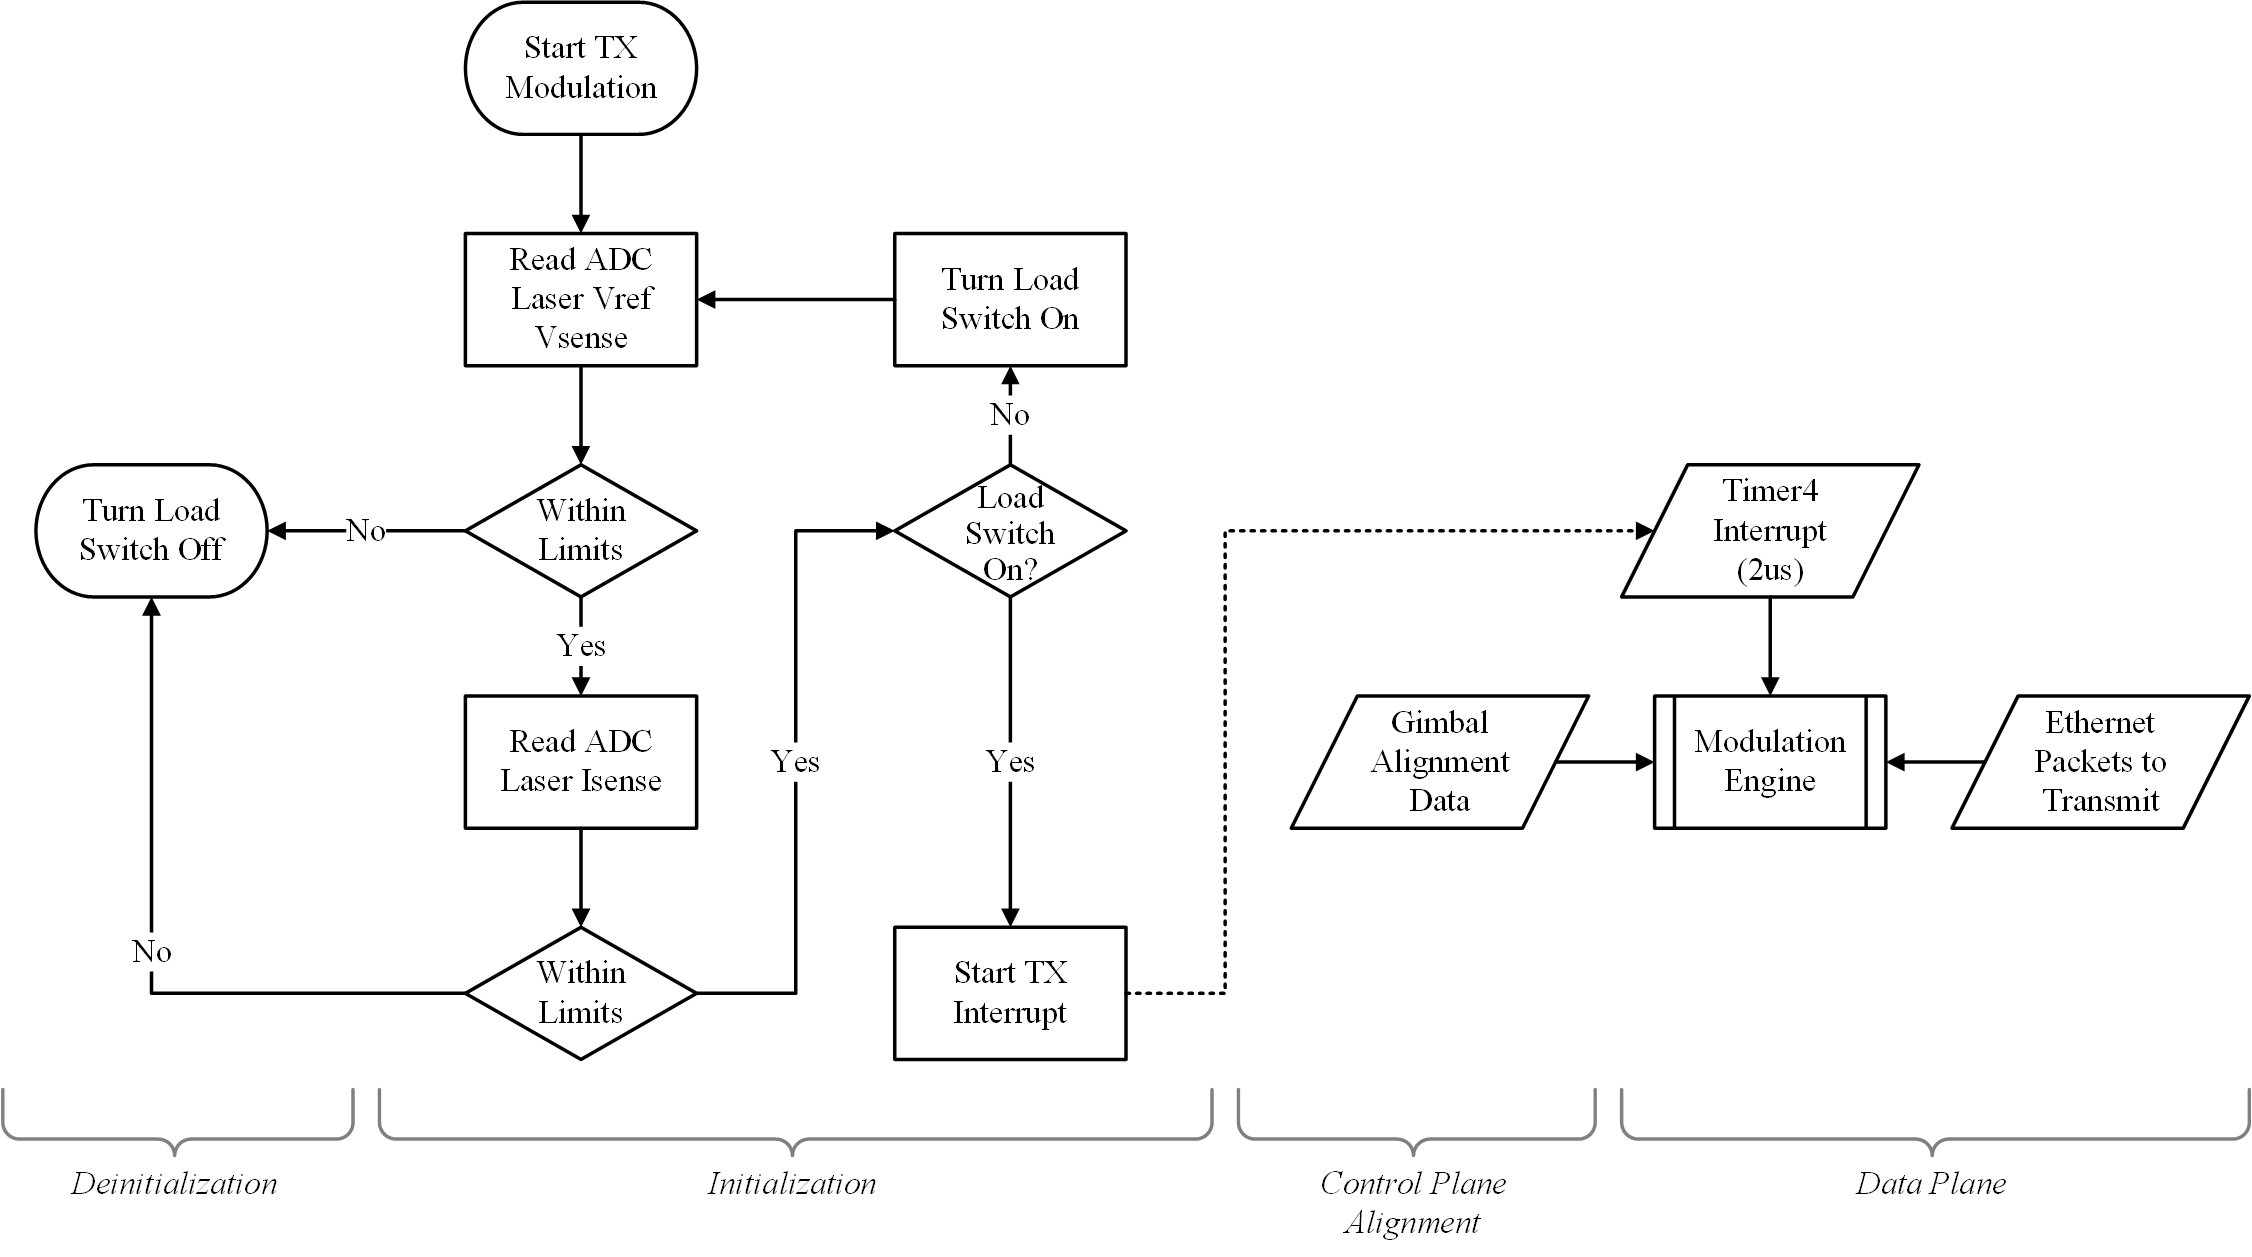 Start TX
Modulation
Read ADC
Laser Vref
Vsense
Turn Load
Switch On
No
Turn Load
Switch Off
No
Within
Limits
Load
Switch
On?
Timer4
Interrupt
(2us)
Yes
Read ADC
Laser Isense
Yes
Yes
Gimbal
Alignment
Data
Modulation
Engine
Ethernet
Packets to
Transmit
No
Within
Limits
Start TX
Interrupt
Deinitialization
Initialization
Control Plane
Alignment
Data Plane